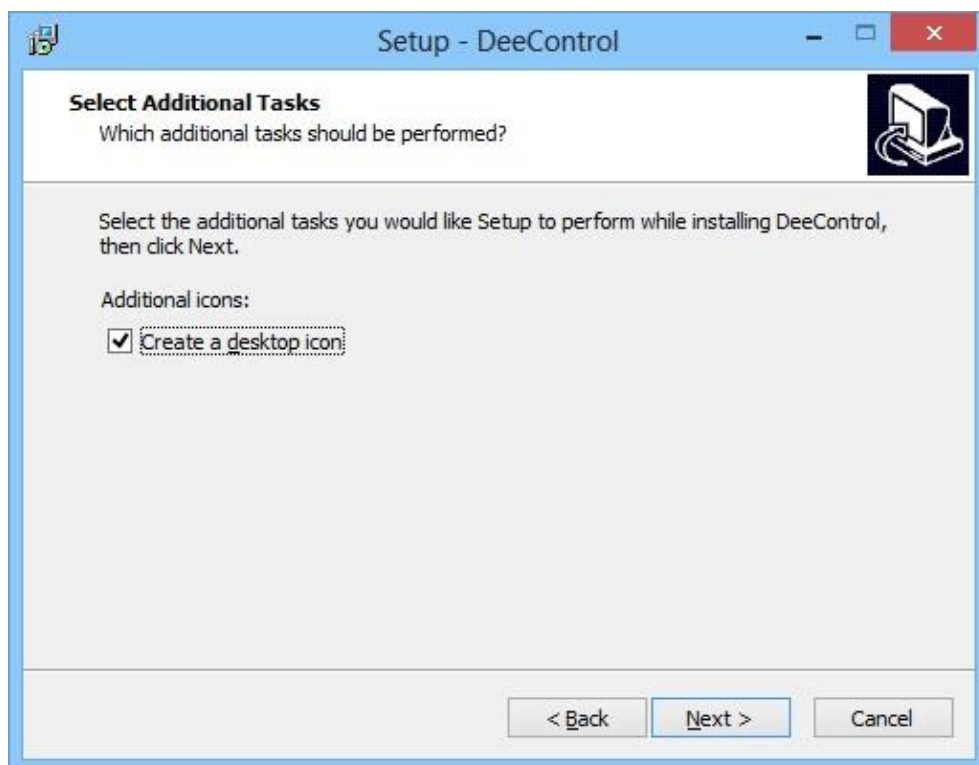 Setup - DeeControl
Select Additional Tasks
Which additional tasks should be performed?
Select the additional tasks you would like Setup to perform while installing DeeControl,
then click Next.
Additional icons:
Create a desktop icon
< Back
Next >
Cancel